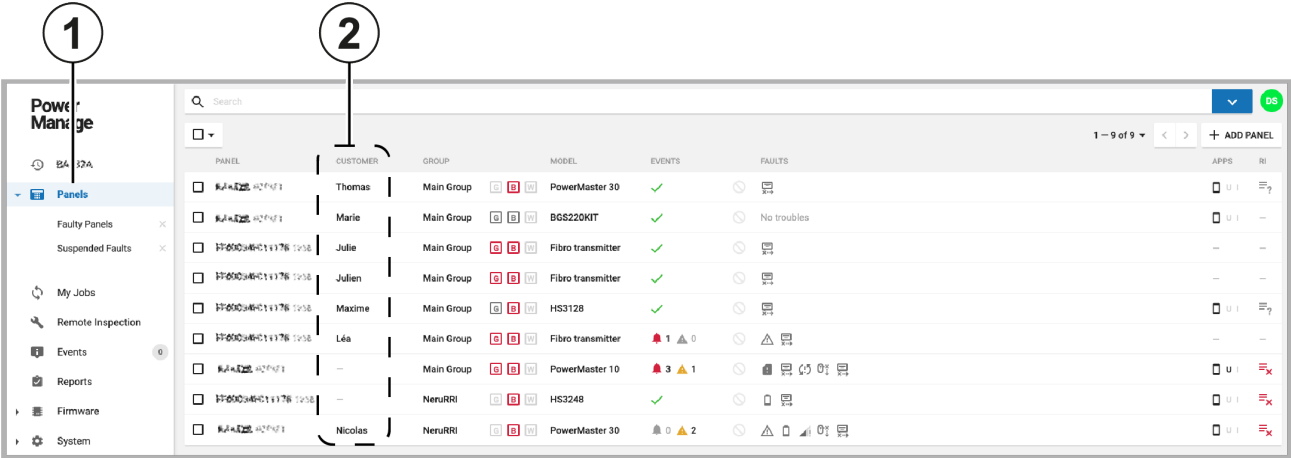 1 2
Search
DS
Power
Manage
1 – 9 of 9
+ ADD PANEL
PANEL CUSTOMER GROUP MODEL EVENTS FAULTS APPS RI
Panels
Thomas Main Group G B W PowerMaster 30 U I ?
Faulty Panels
Marie Main Group G B W BGS220KIT No troubles U I –
Suspended Faults
Julie Main Group G B W Fibro transmitter – –
Julien Main Group G B W Fibro transmitter – –
My Jobs
Maxime Main Group G B W HS3128 U I ?
Remote Inspection
Léa Main Group G B W Fibro transmitter 1 0 – –
Events 0
– Main Group G B W PowerMaster 10 3 1 U I
Reports
– NeruRRI G B W HS3248 U I
Firmware
Nicolas NeruRRI G B W PowerMaster 30 0 2 U I
System